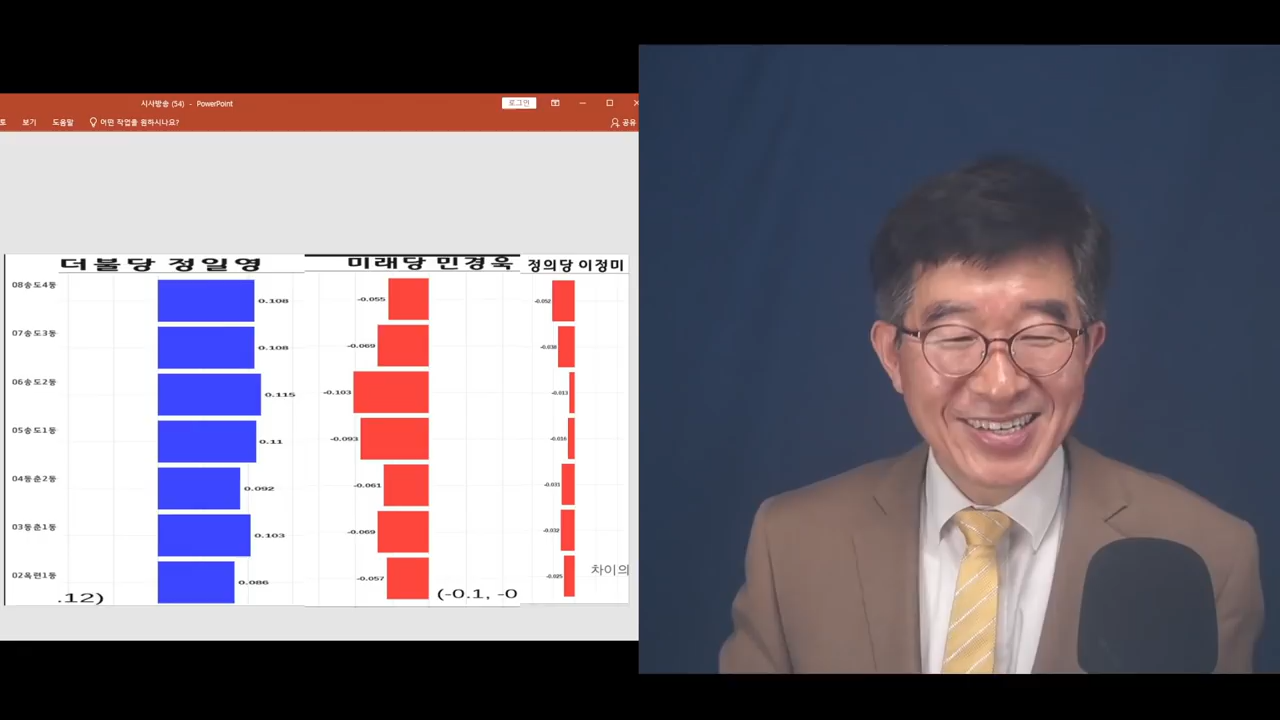 시사방송 (54) - PowerPoint
로그인
토 보기 도움말 어떤 작업을 원하시나요? 공유
더불당 정일영
미래당 민경욱
정의당 이정미
08송도4동 0.108 -0.055 -0.052
07송도3동 0.108 -0.069 -0.038
06송도2동 0.115 -0.103 -0.013
05송도1동 0.11 -0.093 -0.016
04동춘2동 0.092 -0.061 -0.031
03동춘1동 0.103 -0.069 -0.032
02옥련1동 0.086 -0.057 -0.025
차이의
.12) (-0.1, -0